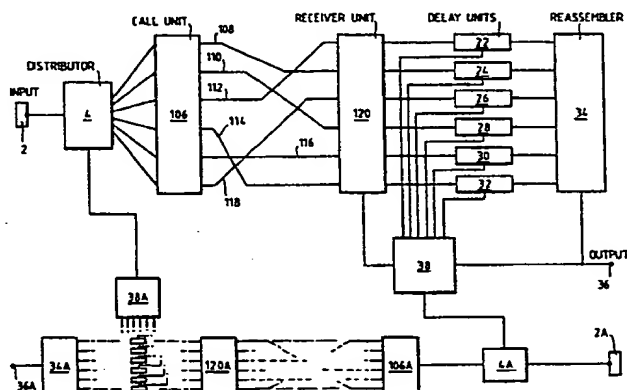 CALL UNIT
RECEIVER UNIT
DELAY UNITS
REASSEMBLER
DISTRIBUTOR
INPUT
2
4
106
108
110
112
114
116
118
120
22
24
26
28
30
32
34
38
OUTPUT
36
38A
34A
36A
120A
106A
4A
2A